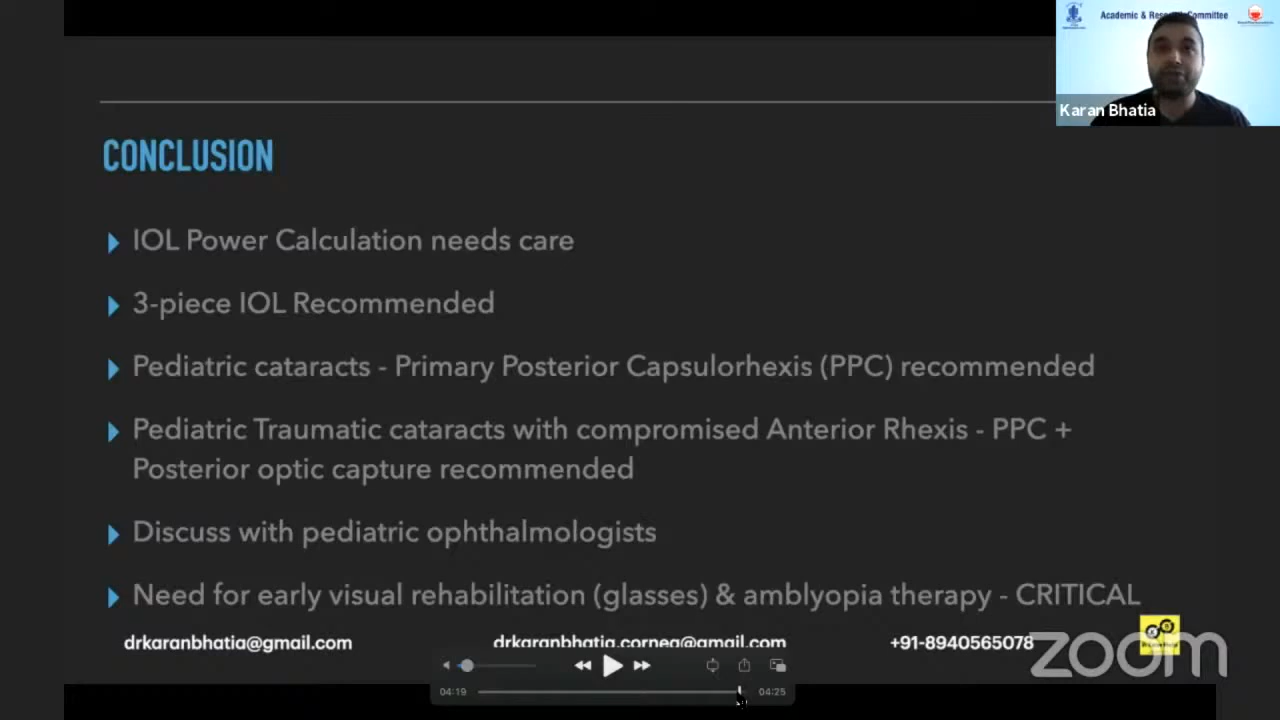 Academic & Research Committee
Karan Bhatia
CONCLUSION
IOL Power Calculation needs care
3-piece IOL Recommended
Pediatric cataracts - Primary Posterior Capsulorhexis (PPC) recommended
Pediatric Traumatic cataracts with compromised Anterior Rhexis - PPC +
Posterior optic capture recommended
Discuss with pediatric ophthalmologists
Need for early visual rehabilitation (glasses) & amblyopia therapy - CRITICAL
drkaranbhatia@gmail.com
drkaranbhatia.cornea@gmail.com
+91-8940565078
zoom
04:19
04:25